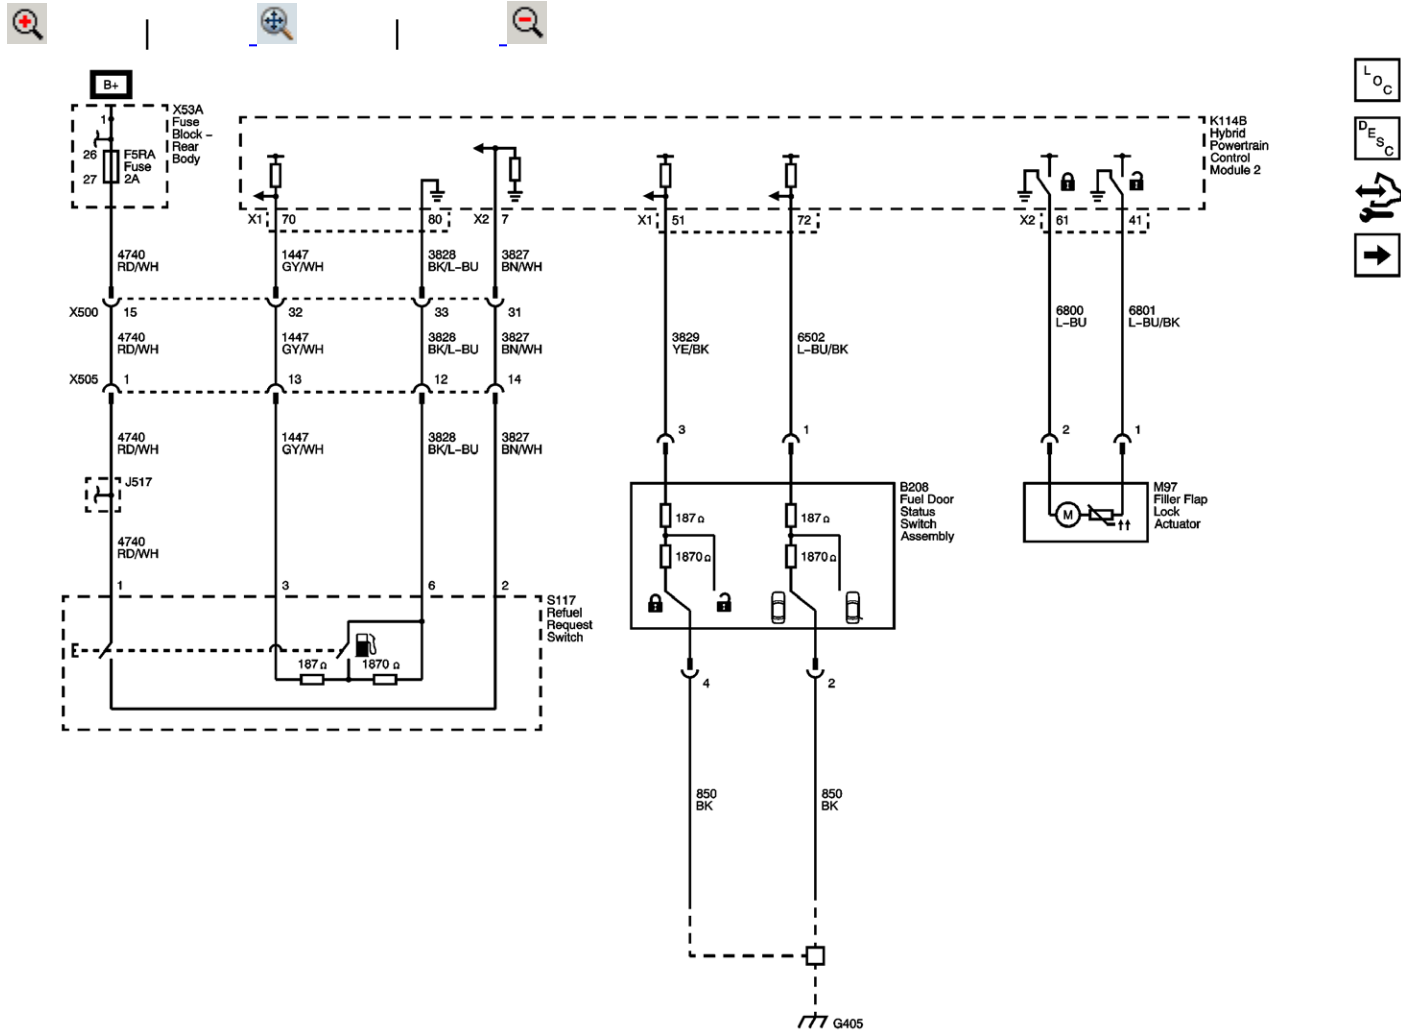 B+
X53A
Fuse
Block –
Rear
Body
1
26
27
F5RA
Fuse
2A
K114B
Hybrid
Powertrain
Control
Module 2
X1 70
80
X2 7
X1 51
72
X2 61
41
4740
RD/WH
1447
GY/WH
3828
BK/L–BU
3827
BN/WH
X500 15
32
33
31
4740
RD/WH
1447
GY/WH
3828
BK/L–BU
3827
BN/WH
3829
YE/BK
6502
L–BU/BK
6800
L–BU
6801
L–BU/BK
X505 1
13
12
14
4740
RD/WH
1447
GY/WH
3828
BK/L–BU
3827
BN/WH
3
1
2
1
J517
4740
RD/WH
B208
Fuel Door
Status
Switch
Assembly
187 Ω
187 Ω
1870 Ω
1870 Ω
M97
Filler Flap
Lock
Actuator
M
1
3
6
2
S117
Refuel
Request
Switch
187 Ω
1870 Ω
4
2
850
BK
850
BK
G405
LOC
DESC